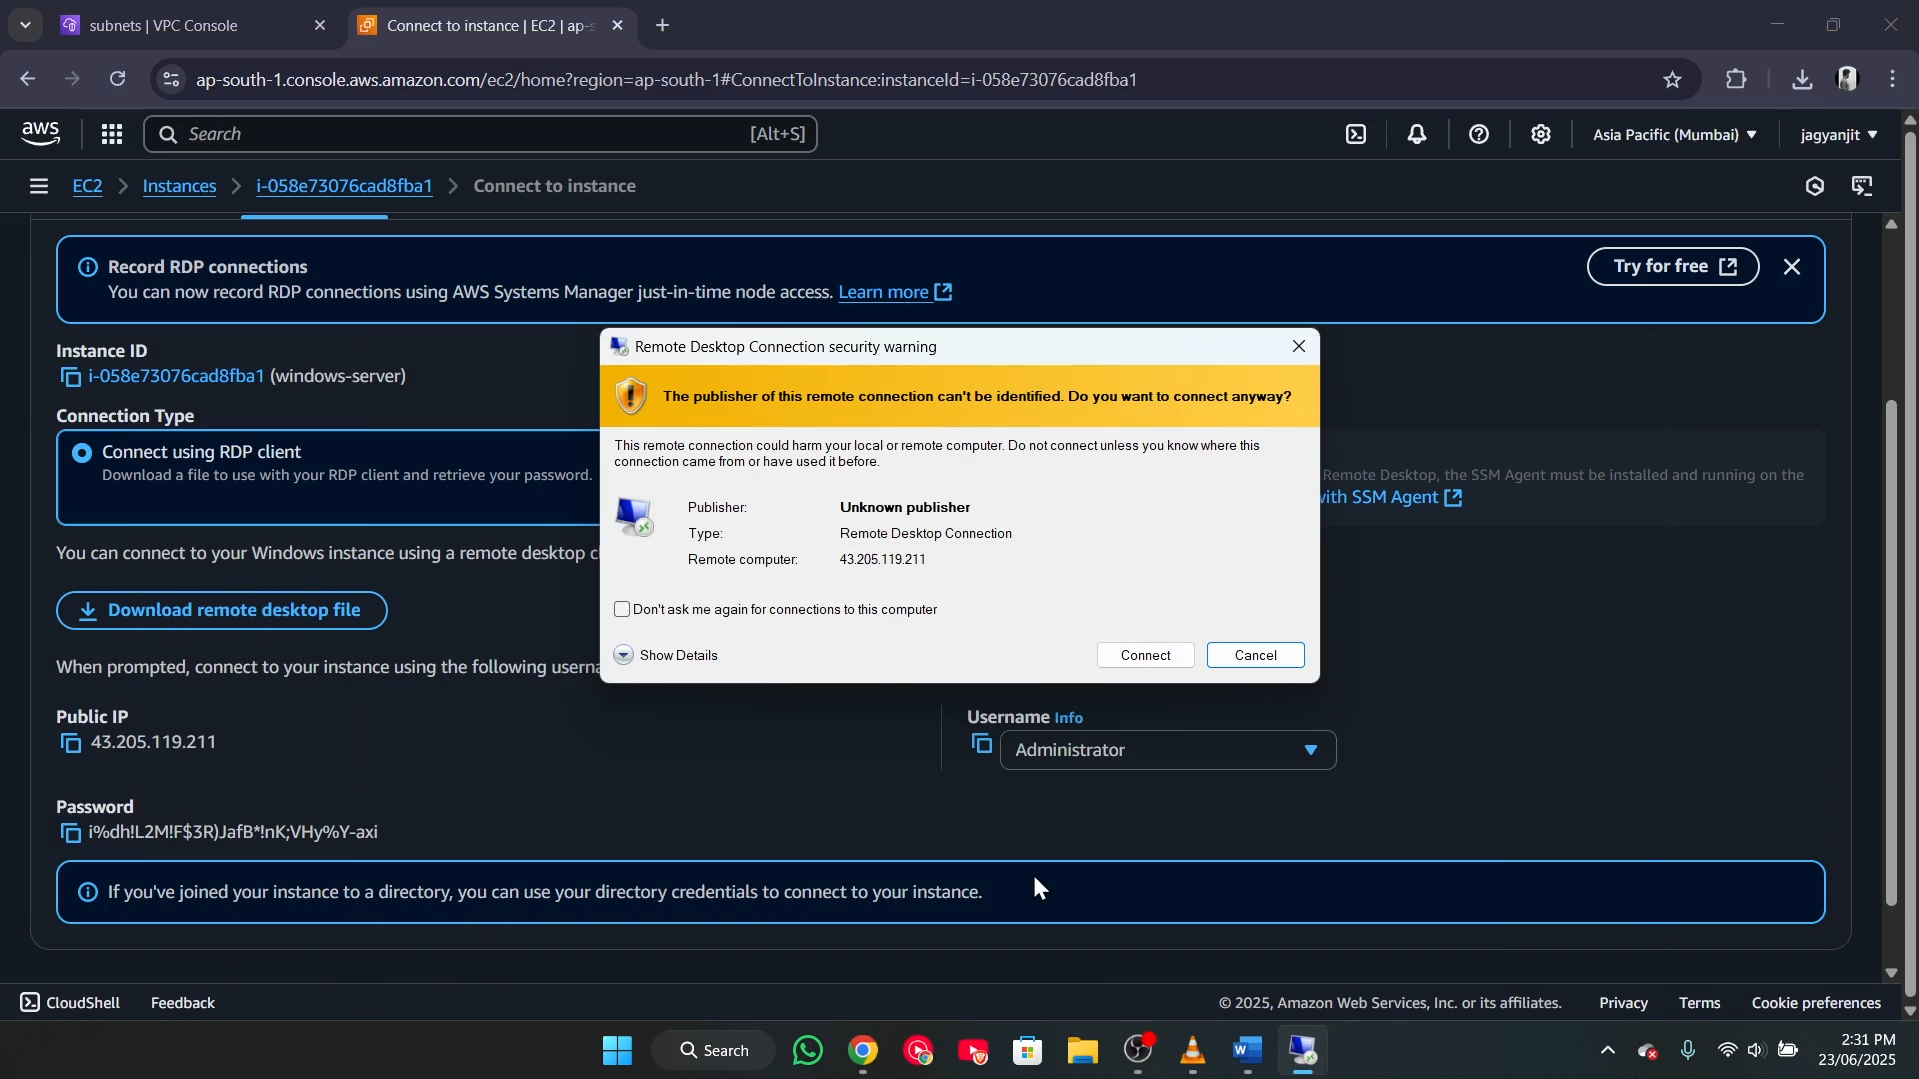 subnets | VPC Console
Connect to instance | EC2 | ap-s
ap-south-1.console.aws.amazon.com/ec2/home?region=ap-south-1#ConnectToInstance:instanceId=i-058e73076cad8fba1
aws
Search
[Alt+S]
Asia Pacific (Mumbai)
jagyanjit
EC2
Instances
i-058e73076cad8fba1
Connect to instance
Record RDP connections
Try for free
You can now record RDP connections using AWS Systems Manager just-in-time node access. Learn more
Instance ID
i-058e73076cad8fba1 (windows-server)
Connection Type
Connect using RDP client
Download a file to use with your RDP client and retrieve your password.
Remote Desktop, the SSM Agent must be installed and running on the
with SSM Agent
You can connect to your Windows instance using a remote desktop cl
Download remote desktop file
When prompted, connect to your instance using the following userna
Remote Desktop Connection security warning
The publisher of this remote connection can't be identified. Do you want to connect anyway?
This remote connection could harm your local or remote computer. Do not connect unless you know where this
connection came from or have used it before.
Publisher: Unknown publisher
Type: Remote Desktop Connection
Remote computer: 43.205.119.211
Don't ask me again for connections to this computer
Show Details
Connect
Cancel
Public IP
43.205.119.211
Username Info
Administrator
Password
i%dh!L2M!F$3R)JafB*!nK;VHy%Y-axi
If you've joined your instance to a directory, you can use your directory credentials to connect to your instance.
CloudShell
Feedback
© 2025, Amazon Web Services, Inc. or its affiliates.
Privacy
Terms
Cookie preferences
Search
2:31 PM
23/06/2025